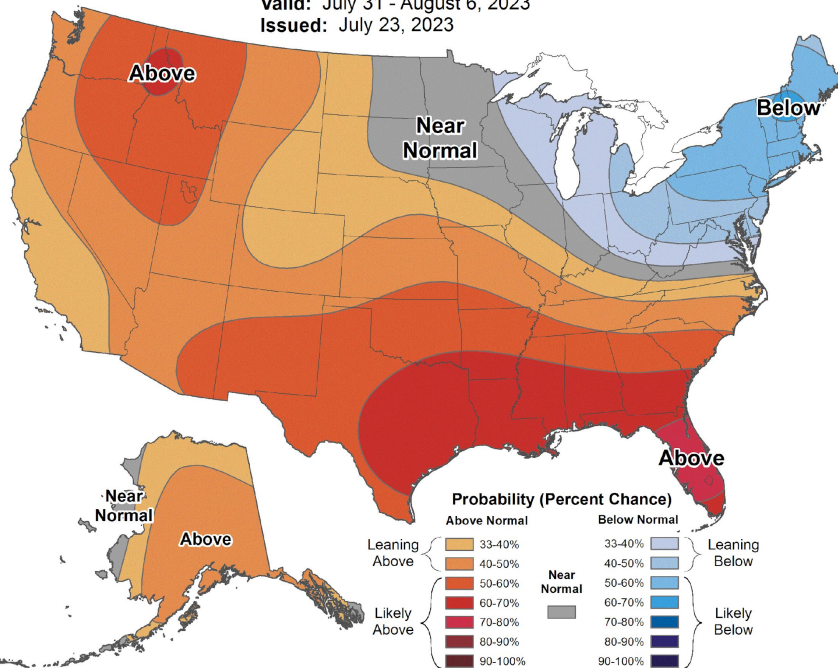 Valid: July 31 - August 6, 2023
Issued: July 23, 2023
Above
Near
Normal
Below
Above
Near
Normal
Above
Probability (Percent Chance)
Above Normal
Below Normal
Leaning
Above
33-40%
40-50%
50-60%
60-70%
70-80%
80-90%
90-100%
Likely
Above
Near
Normal
33-40%
40-50%
50-60%
60-70%
70-80%
80-90%
90-100%
Leaning
Below
Likely
Below